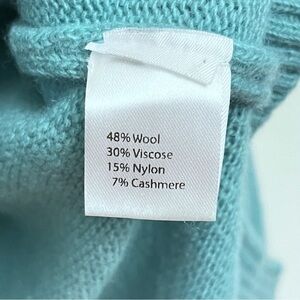 48% Wool
30% Viscose
15% Nylon
7% Cashmere